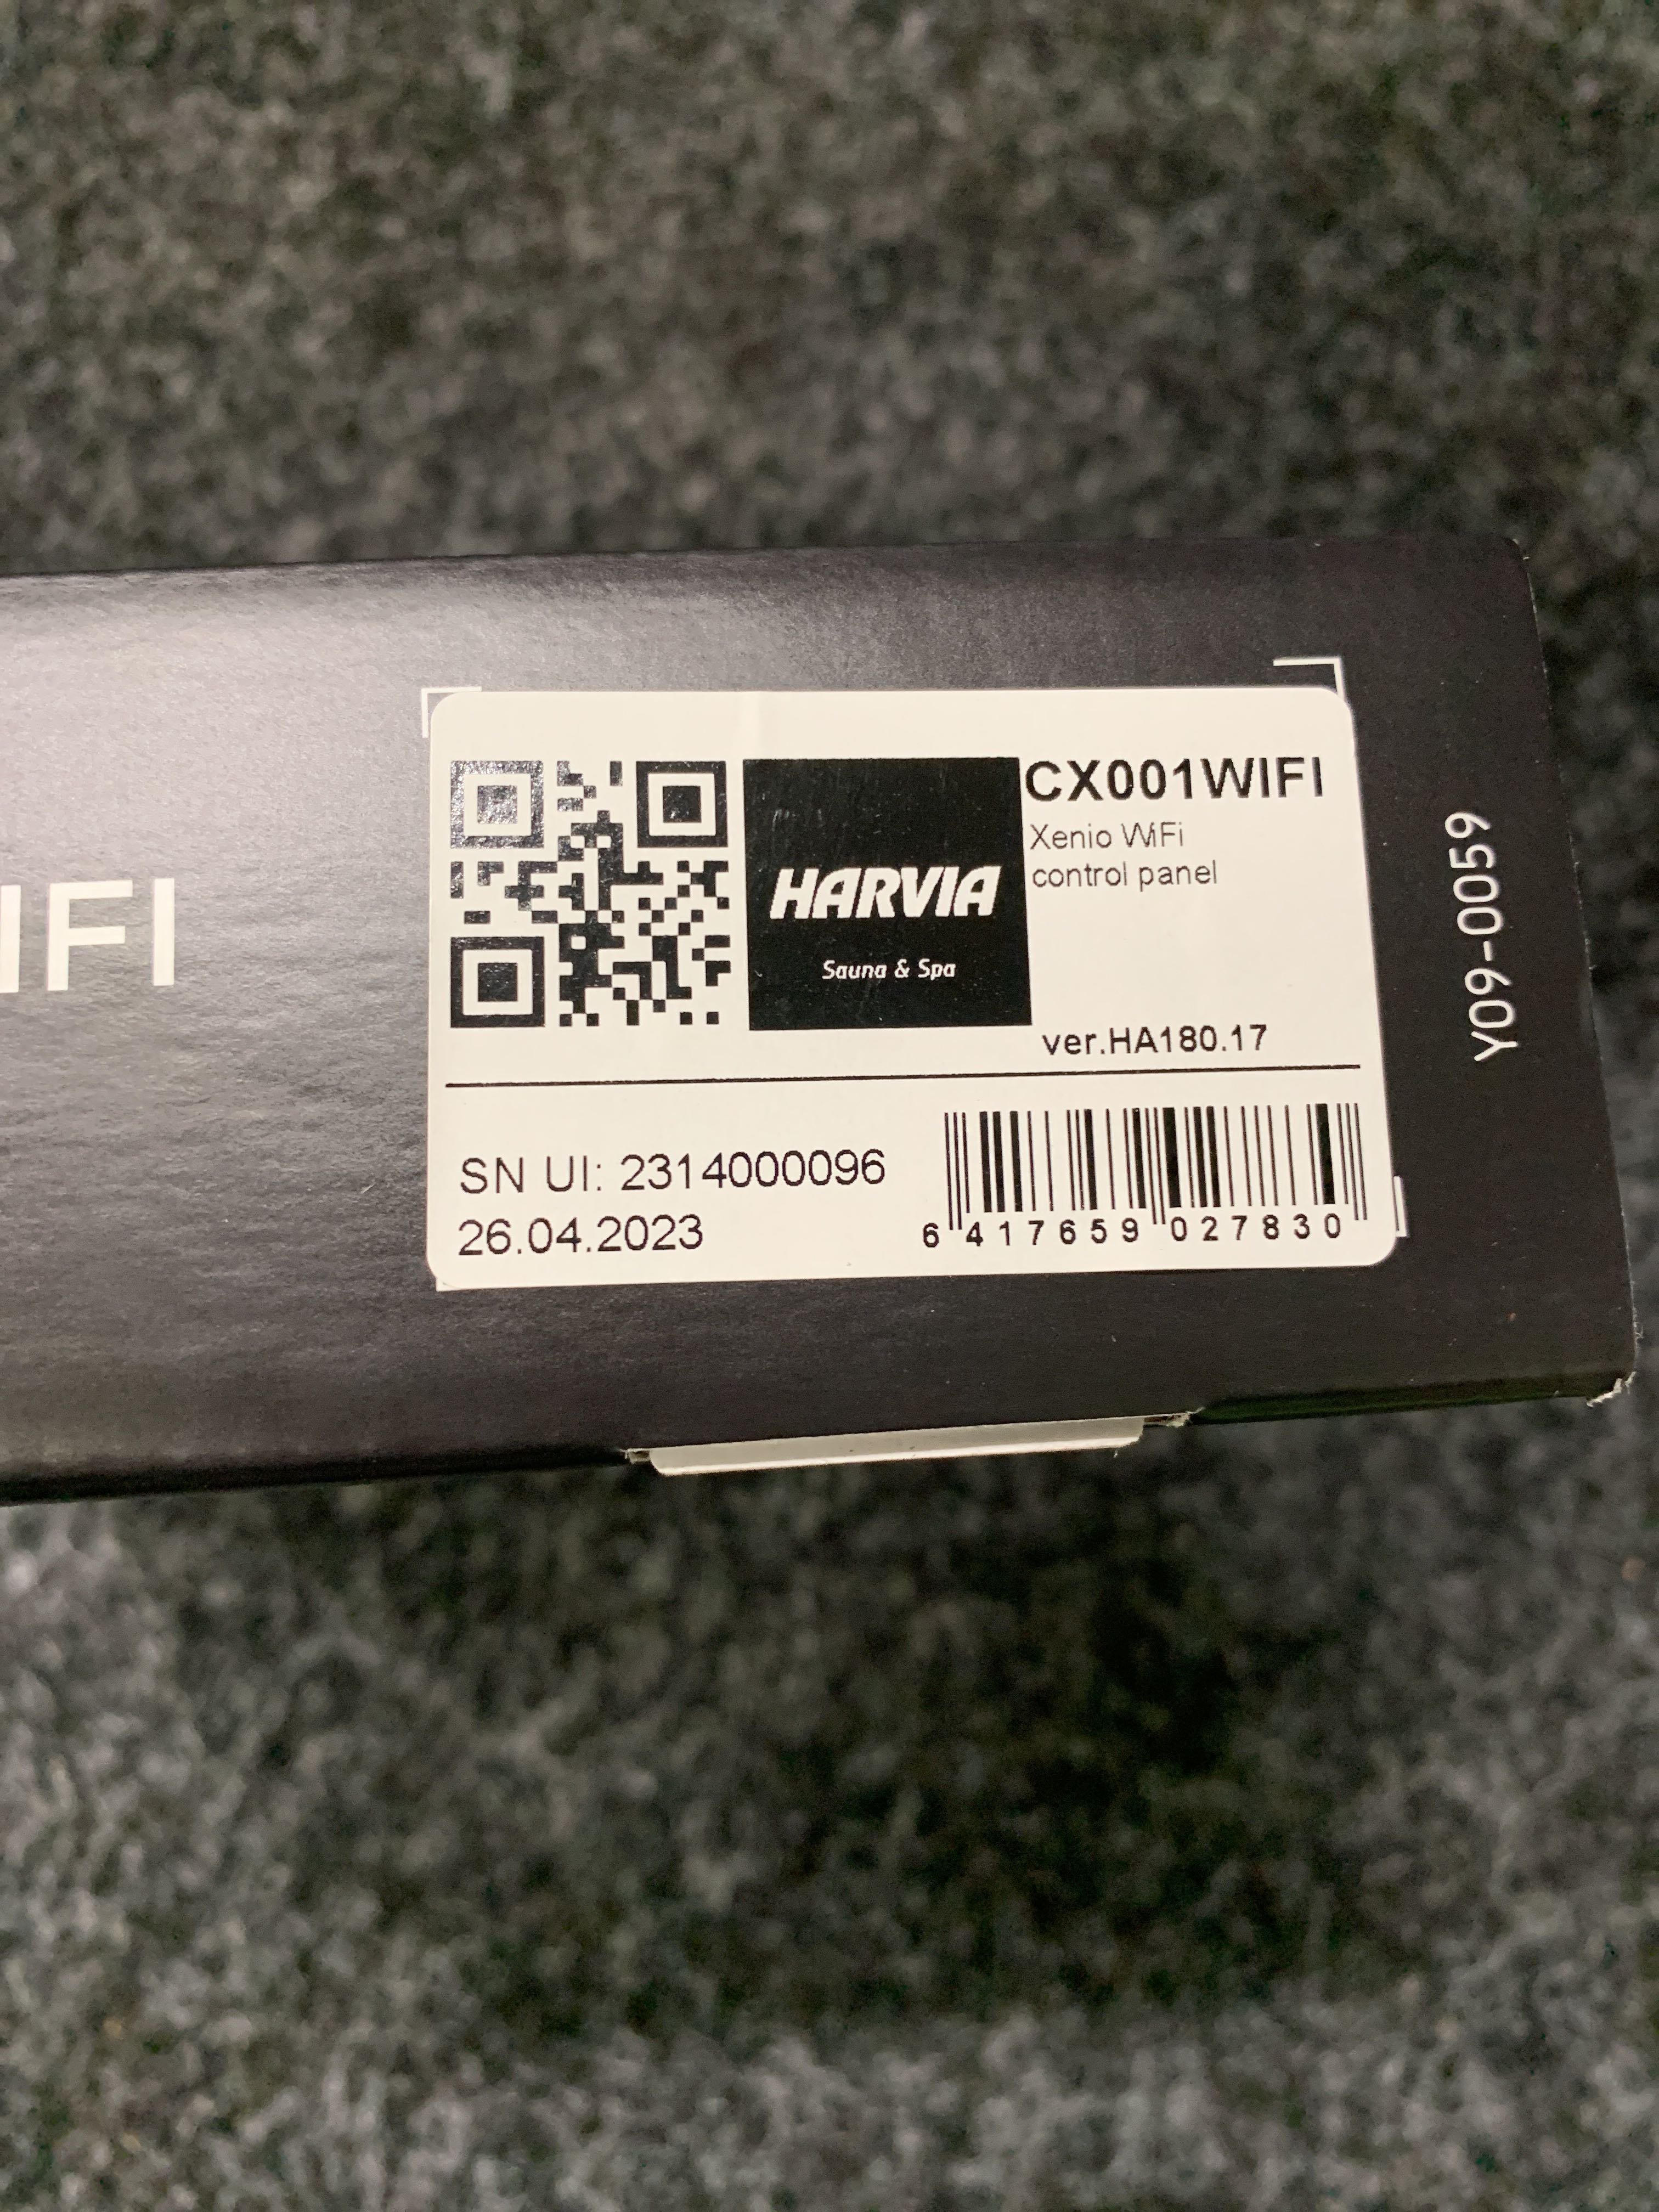 IFI
HARVIA
Sauna & Spa
CX001WIFI
Xenio WiFi
control panel
ver.HA180.17
SN UI: 2314000096
26.04.2023
6 417659 027830
Y09-0059